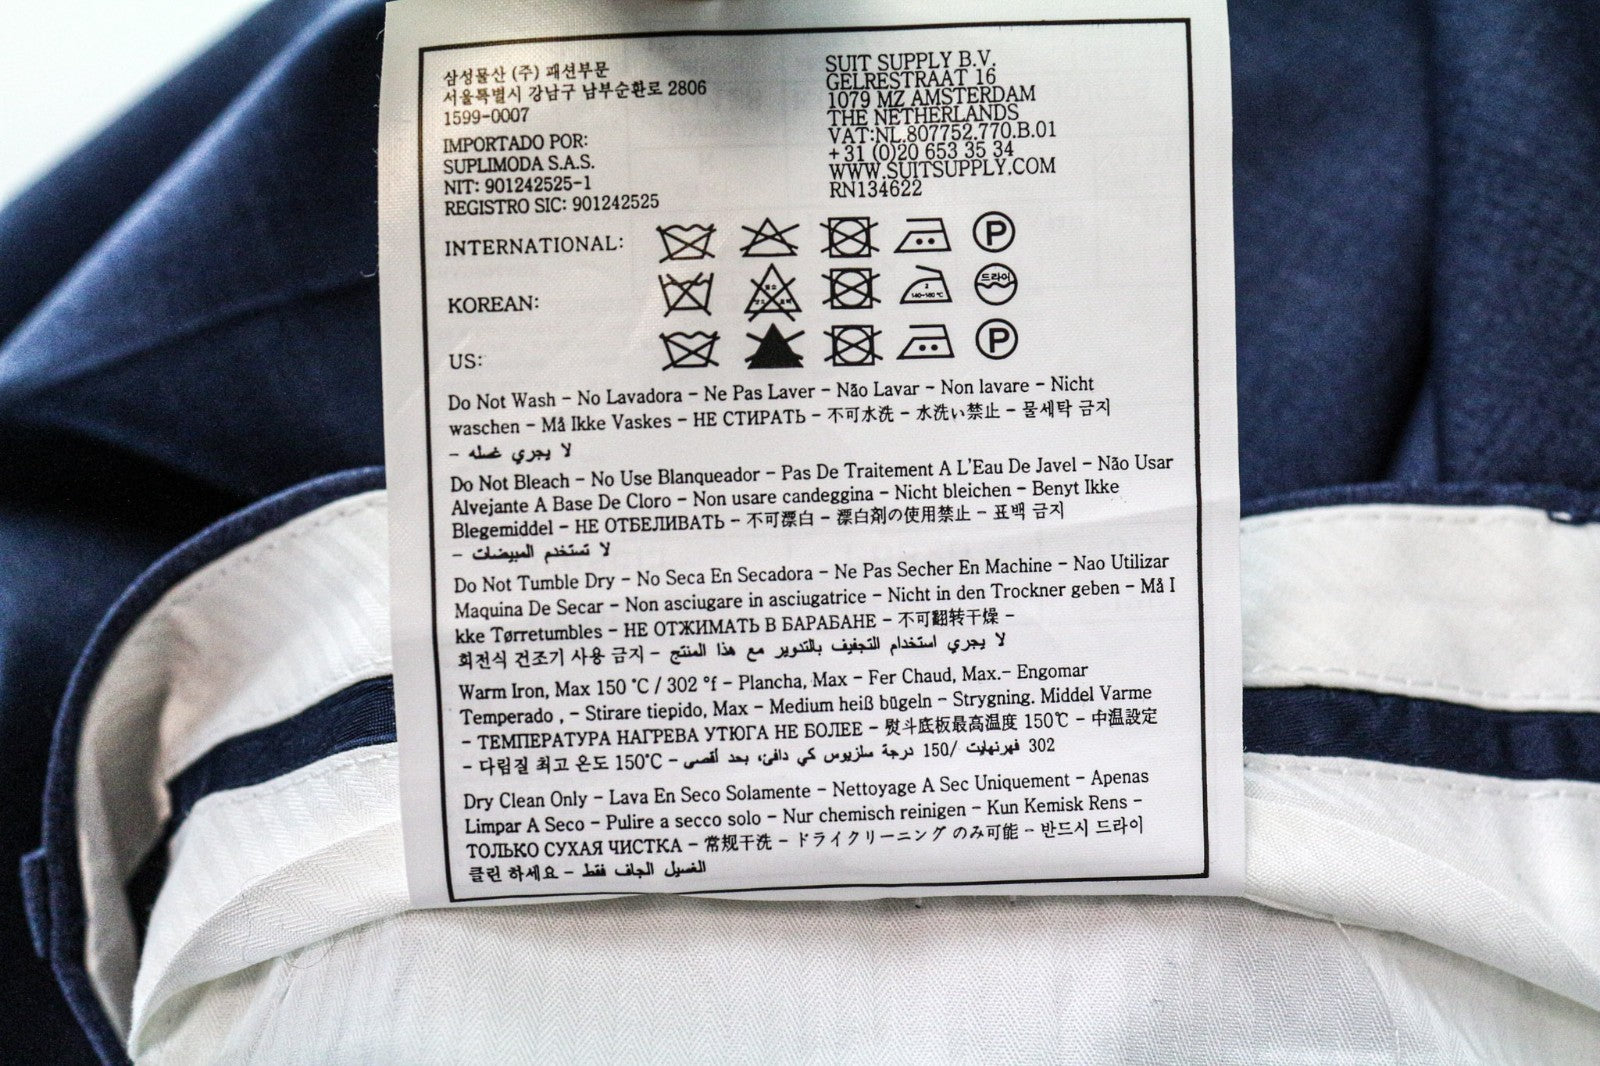 삼성물산 (주) 패션부문
서울특별시 강남구 남부순환로 2806
1599-0007
IMPORTADO POR:
SUPLIMODA S.A.S.
NIT: 901242525-1
REGISTRO SIC: 901242525
SUIT SUPPLY B.V.
GELRESTRAAT 16
1079 MZ AMSTERDAM
THE NETHERLANDS
VAT:NL.807752.770.B.01
+31 (0)20 653 35 34
WWW.SUITSUPPLY.COM
RN134622
INTERNATIONAL: P
KOREAN: 2 140-160 °C 드라이
US: P
Do Not Wash - No Lavadora - Ne Pas Laver - Não Lavar - Non lavare - Nicht
waschen - Må Ikke Vaskes - НЕ СТИРАТЬ - 不可水洗 - 水洗い禁止 - 물세탁 금지
- لا يجري غسله
Do Not Bleach - No Use Blanqueador - Pas De Traitement A L'Eau De Javel - Não Usar
Alvejante A Base De Cloro - Non usare candeggina - Nicht bleichen - Benyt Ikke
Blegemiddel - НЕ ОТБЕЛИВАТЬ - 不可漂白 - 漂白剤の使用禁止 - 표백 금지
- لا تستخدم المبيضات
Do Not Tumble Dry - No Seca En Secadora - Ne Pas Secher En Machine - Nao Utilizar
Maquina De Secar - Non asciugare in asciugatrice - Nicht in den Trockner geben - Må I
kke Tørretumbles - НЕ ОТЖИМАТЬ В БАРАБАНЕ - 不可翻转干燥 -
회전식 건조기 사용 금지 - لا يجري استخدام التجفيف بالتدوير مع هذا المنتج
Warm Iron, Max 150 °C / 302 °f - Plancha, Max - Fer Chaud, Max.- Engomar
Temperado , - Stirare tiepido, Max - Medium heiß bügeln - Strygning. Middel Varme
- ТЕМПЕРАТУРА НАГРЕВА УТЮГА НЕ БОЛЕЕ - 熨斗底板最高温度 150℃ - 中温設定
- 다림질 최고 온도 150℃ - 302 فهرنهايت /150 درجة سلزيوس كي دافئ، بحد أقصى
Dry Clean Only - Lava En Seco Solamente - Nettoyage A Sec Uniquement - Apenas
Limpar A Seco - Pulire a secco solo - Nur chemisch reinigen - Kun Kemisk Rens -
ТОЛЬКО СУХАЯ ЧИСТКА - 常规干洗 - ドライクリーニング のみ可能 - 반드시 드라이
클린 하세요 - الغسيل الجاف فقط